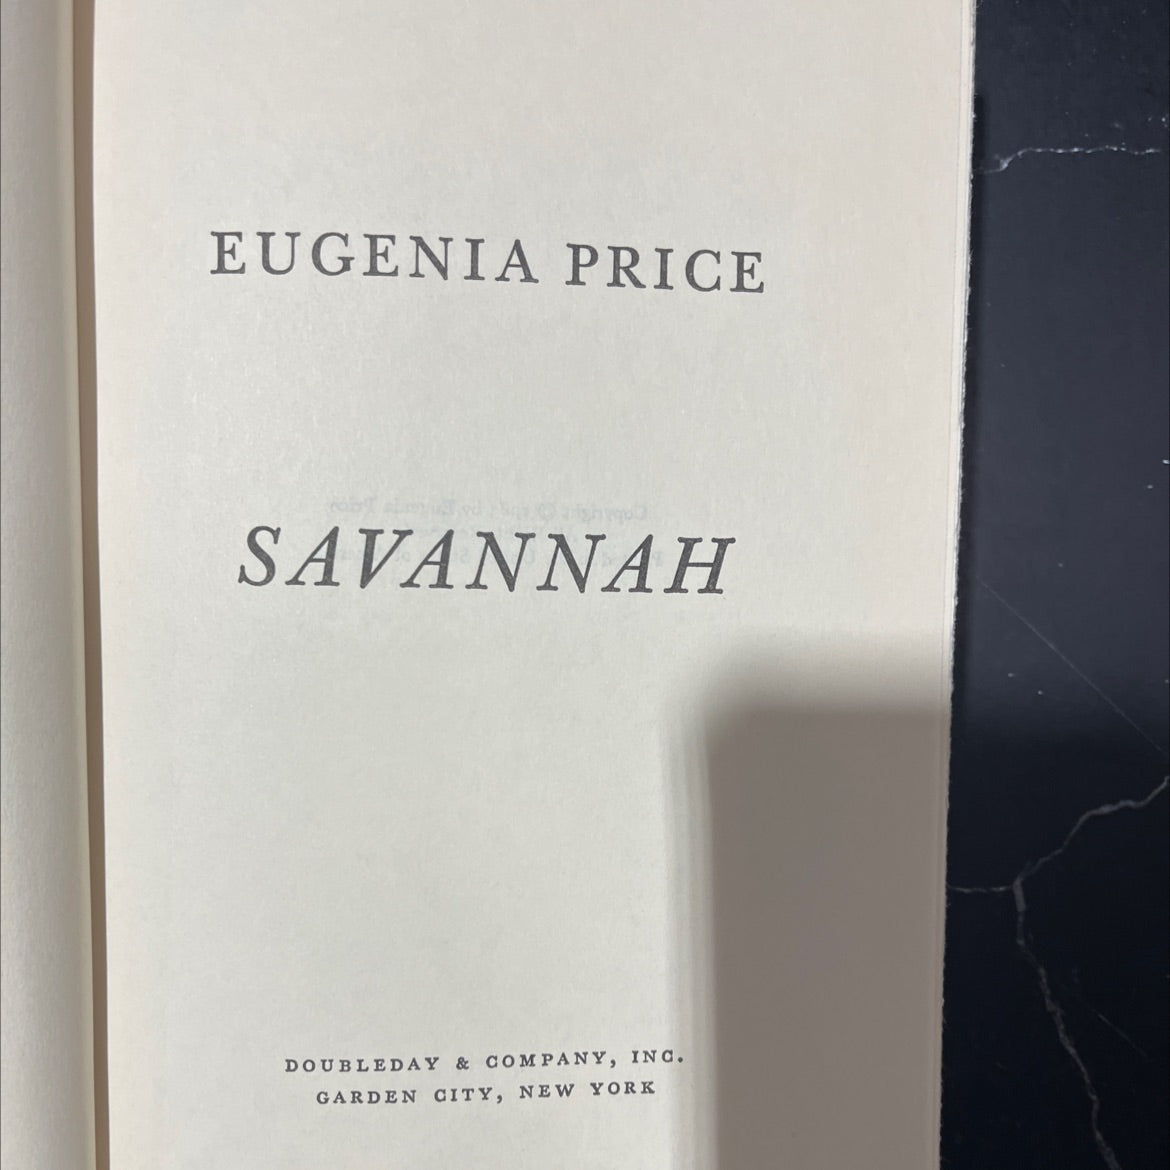 EUGENIA PRICE
SAVANNAH
DOUBLEDAY & COMPANY, INC.
GARDEN CITY, NEW YORK